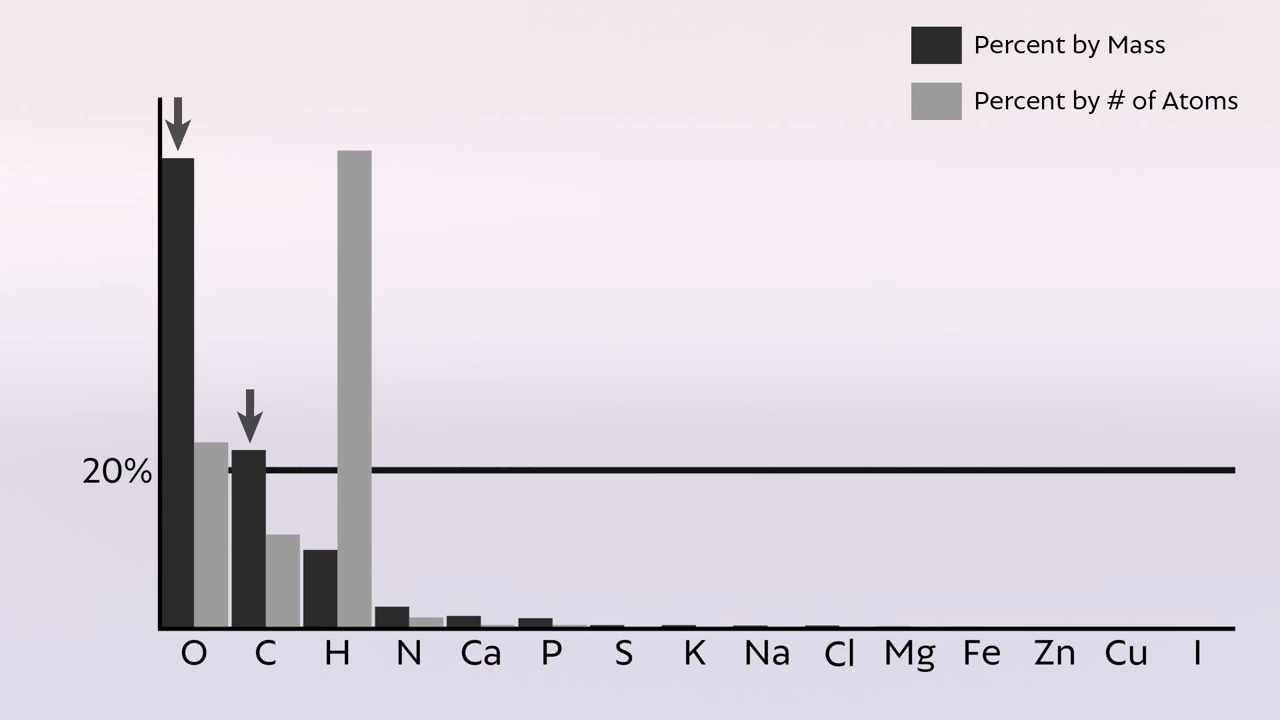 Percent by Mass
Percent by # of Atoms
20%
O C H N Ca P S K Na Cl Mg Fe Zn Cu I